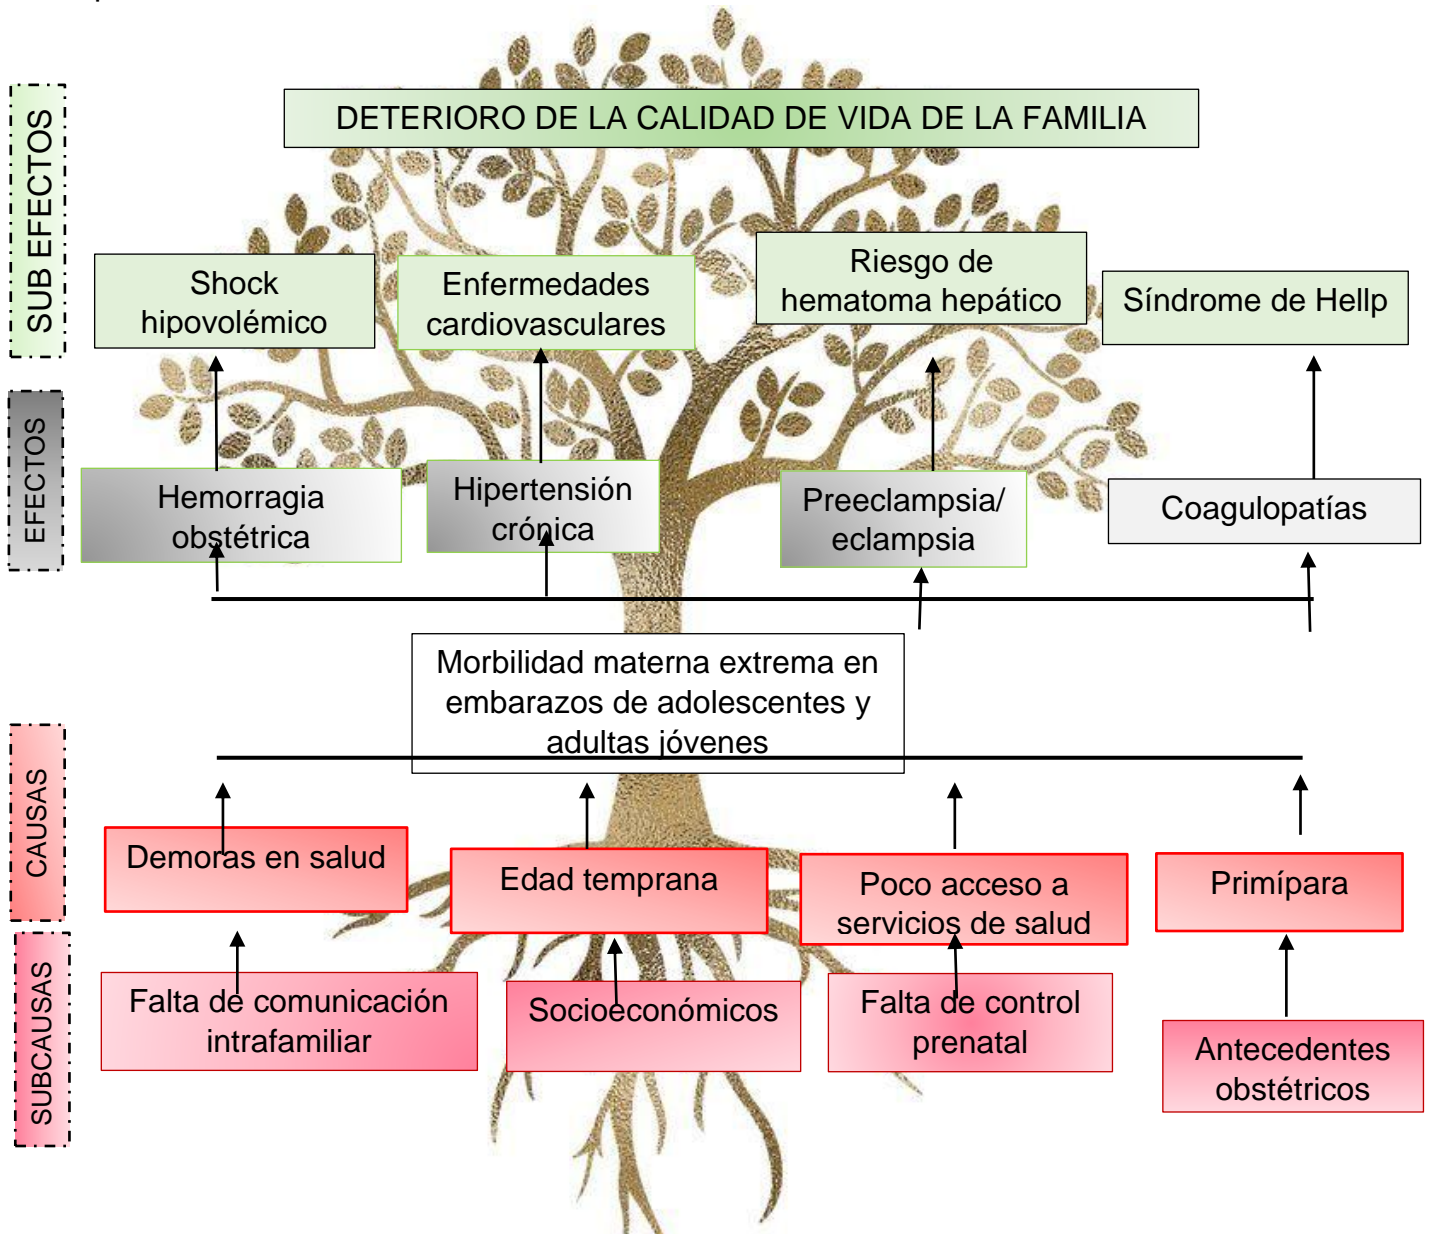 DETERIORO DE LA CALIDAD DE VIDA DE LA FAMILIA
SUB EFECTOS
Shock
hipovolémico
Enfermedades
cardiovasculares
Riesgo de
hematoma hepático
Síndrome de Hellp
EFECTOS
Hemorragia
obstétrica
Hipertensión
crónica
Preeclampsia/
eclampsia
Coagulopatías
Morbilidad materna extrema en
embarazos de adolescentes y
adultas jóvenes
CAUSAS
Demoras en salud
Edad temprana
Poco acceso a
servicios de salud
Primípara
SUBCAUSAS
Falta de comunicación
intrafamiliar
Socioeconómicos
Falta de control
prenatal
Antecedentes
obstétricos